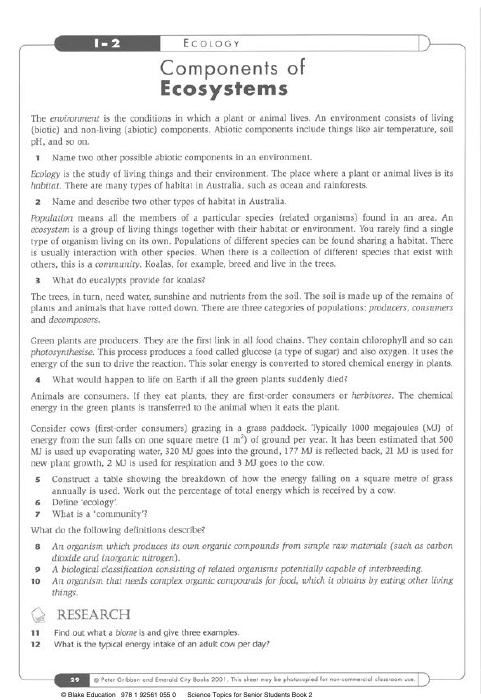 1-2 ECOLOGY
Components of
Ecosystems
The environment is the conditions in which a plant or animal lives. An environment consists of living
(biotic) and non-living (abiotic) components. Abiotic components include things like air temperature, soil
pH, and so on.
1 Name two other possible abiotic components in an environment.
Ecology is the study of living things and their environment. The place where a plant or animal lives is its
habitat. There are many types of habitat in Australia, such as ocean and rainforests.
2 Name and describe two other types of habitat in Australia.
Population means all the members of a particular species (related organisms) found in an area. An
ecosystem is a group of living things together with their habitat or environment. You rarely find a single
type of organism living on its own. Populations of different species can be found sharing a habitat. There
is usually interaction with other species. When there is a collection of different species that exist with
others, this is a community. Koalas, for example, breed and live in the trees.
3 What do eucalypts provide for koalas?
The trees, in turn, need water, sunshine and nutrients from the soil. The soil is made up of the remains of
plants and animals that have rotted down. There are three categories of populations: producers, consumers
and decomposers.
Green plants are producers. They are the first link in all food chains. They contain chlorophyll and so can
photosynthesise. This process produces a food called glucose (a type of sugar) and also oxygen. It uses the
energy of the sun to drive the reaction. This solar energy is converted to stored chemical energy in plants.
4 What would happen to life on Earth if all the green plants suddenly died?
Animals are consumers. If they eat plants, they are first-order consumers or herbivores. The chemical
energy in the green plants is transferred to the animal when it eats the plant.
Consider cows (first-order consumers) grazing in a grass paddock. Typically 1000 megajoules (MJ) of
energy from the sun falls on one square metre (1 m²) of ground per year. It has been estimated that 500
MJ is used up evaporating water, 320 MJ goes into the ground, 177 MJ is reflected back, 21 MJ is used for
new plant growth, 2 MJ is used for respiration and 3 MJ goes to the cow.
5 Construct a table showing the breakdown of how the energy falling on a square metre of grass
annually is used. Work out the percentage of total energy which is received by a cow.
6 Define 'ecology'.
7 What is a 'community'?
What do the following definitions describe?
8 An organism which produces its own organic compounds from simple raw materials (such as carbon
dioxide and inorganic nitrogen).
9 A biological classification consisting of related organisms potentially capable of interbreeding.
10 An organism that needs complex organic compounds for food, which it obtains by eating other living
things.
RESEARCH
11 Find out what a biome is and give three examples.
12 What is the typical energy intake of an adult cow per day?
29 © Peter Gribben and Emerald City Books 2001. This sheet may be photocopied for non-commercial classroom use.
© Blake Education 978 1 92561 055 0 Science Topics for Senior Students Book 2